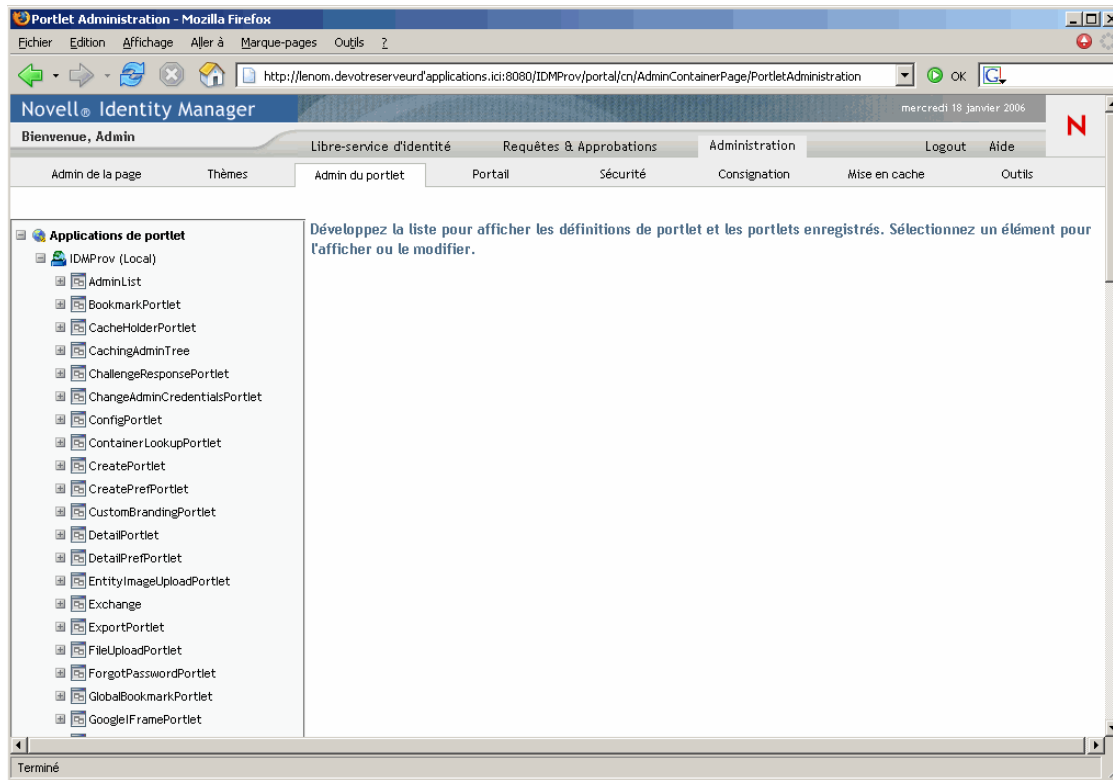 Portlet Administration - Mozilla Firefox
Fichier Edition Affichage Aller à Marque-pages Outils ?
http://lenom.devotreserveurd'applications.ici:8080/IDMProv/portal/cn/AdminContainerPage/PortletAdministration OK G
Novell® Identity Manager mercredi 18 janvier 2006 N
Bienvenue, Admin
Libre-service d'identité Requêtes & Approbations Administration Logout Aide
Admin de la page Thèmes Admin du portlet Portail Sécurité Consignation Mise en cache Outils
Développez la liste pour afficher les définitions de portlet et les portlets enregistrés. Sélectionnez un élément pour
l'afficher ou le modifier.
Applications de portlet
IDMProv (Local)
AdminList
BookmarkPortlet
CacheHolderPortlet
CachingAdminTree
ChallengeResponsePortlet
ChangeAdminCredentialsPortlet
ConfigPortlet
ContainerLookupPortlet
CreatePortlet
CreatePrefPortlet
CustomBrandingPortlet
DetailPortlet
DetailPrefPortlet
EntityImageUploadPortlet
Exchange
ExportPortlet
FileUploadPortlet
ForgotPasswordPortlet
GlobalBookmarkPortlet
GoogleIFramePortlet
Terminé